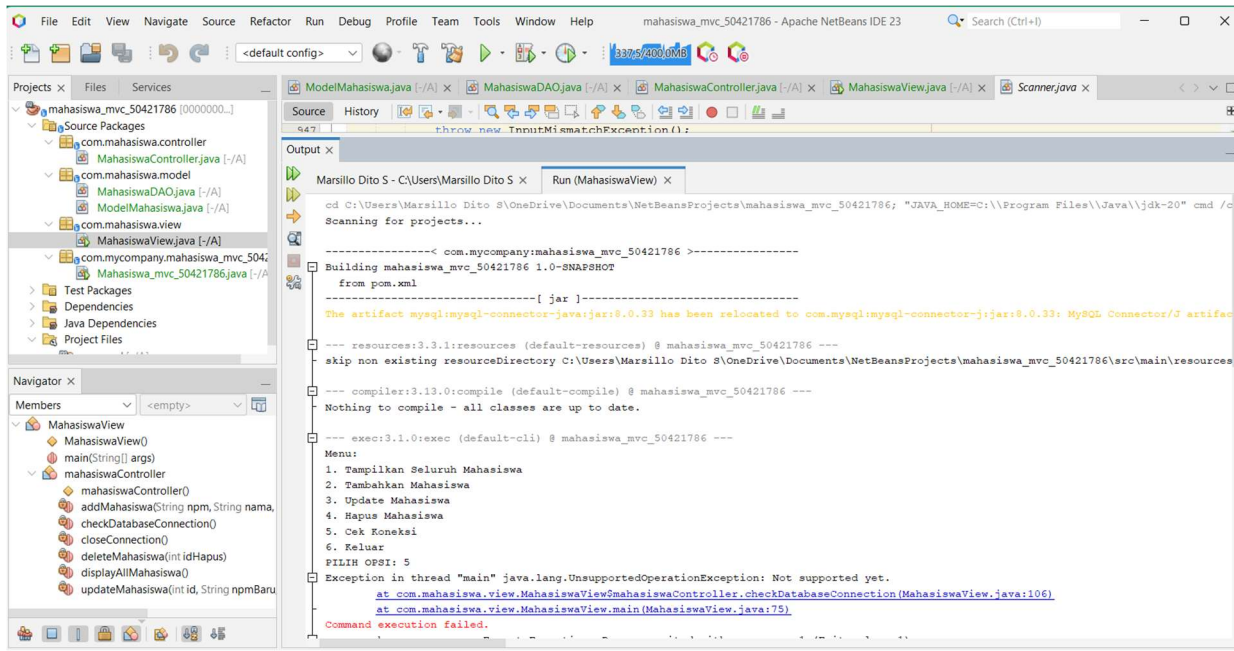 File Edit View Navigate Source Refactor Run Debug Profile Team Tools Window Help mahasiswa_mvc_50421786 - Apache NetBeans IDE 23 Search (Ctrl+I)
<default config> 337,5/400,0MB
Projects Files Services
mahasiswa_mvc_50421786 [0000000...]
Source Packages
com.mahasiswa.controller
MahasiswaController.java [-/A]
com.mahasiswa.model
MahasiswaDAO.java [-/A]
ModelMahasiswa.java [-/A]
com.mahasiswa.view
MahasiswaView.java [-/A]
com.mycompany.mahasiswa_mvc_504
Mahasiswa_mvc_50421786.java [-/A
Test Packages
Dependencies
Java Dependencies
Project Files
Navigator
Members <empty>
MahasiswaView
MahasiswaView()
main(String[] args)
mahasiswaController
mahasiswaController()
addMahasiswa(String npm, String nama,
checkDatabaseConnection()
closeConnection()
deleteMahasiswa(int idHapus)
displayAllMahasiswa()
updateMahasiswa(int id, String npmBaru
ModelMahasiswa.java [-/A] MahasiswaDAO.java [-/A] MahasiswaController.java [-/A] MahasiswaView.java [-/A] Scanner.java
Source History
947 throw new InputMismatchException();
Output
Marsillo Dito S - C:\Users\Marsillo Dito S Run (MahasiswaView)
cd C:\Users\Marsillo Dito S\OneDrive\Documents\NetBeansProjects\mahasiswa_mvc_50421786; "JAVA_HOME=C:\\Program Files\\Java\\jdk-20" cmd /c
Scanning for projects...
----------------< com.mycompany:mahasiswa_mvc_50421786 >----------------
Building mahasiswa_mvc_50421786 1.0-SNAPSHOT
from pom.xml
--------------------------------[ jar ]---------------------------------
The artifact mysql:mysql-connector-java:jar:8.0.33 has been relocated to com.mysql:mysql-connector-j:jar:8.0.33: MySQL Connector/J artifac
--- resources:3.3.1:resources (default-resources) @ mahasiswa_mvc_50421786 ---
skip non existing resourceDirectory C:\Users\Marsillo Dito S\OneDrive\Documents\NetBeansProjects\mahasiswa_mvc_50421786\src\main\resources
--- compiler:3.13.0:compile (default-compile) @ mahasiswa_mvc_50421786 ---
Nothing to compile - all classes are up to date.
--- exec:3.1.0:exec (default-cli) @ mahasiswa_mvc_50421786 ---
Menu:
1. Tampilkan Seluruh Mahasiswa
2. Tambahkan Mahasiswa
3. Update Mahasiswa
4. Hapus Mahasiswa
5. Cek Koneksi
6. Keluar
PILIH OPSI: 5
Exception in thread "main" java.lang.UnsupportedOperationException: Not supported yet.
at com.mahasiswa.view.MahasiswaView$mahasiswaController.checkDatabaseConnection(MahasiswaView.java:106)
at com.mahasiswa.view.MahasiswaView.main(MahasiswaView.java:75)
Command execution failed.